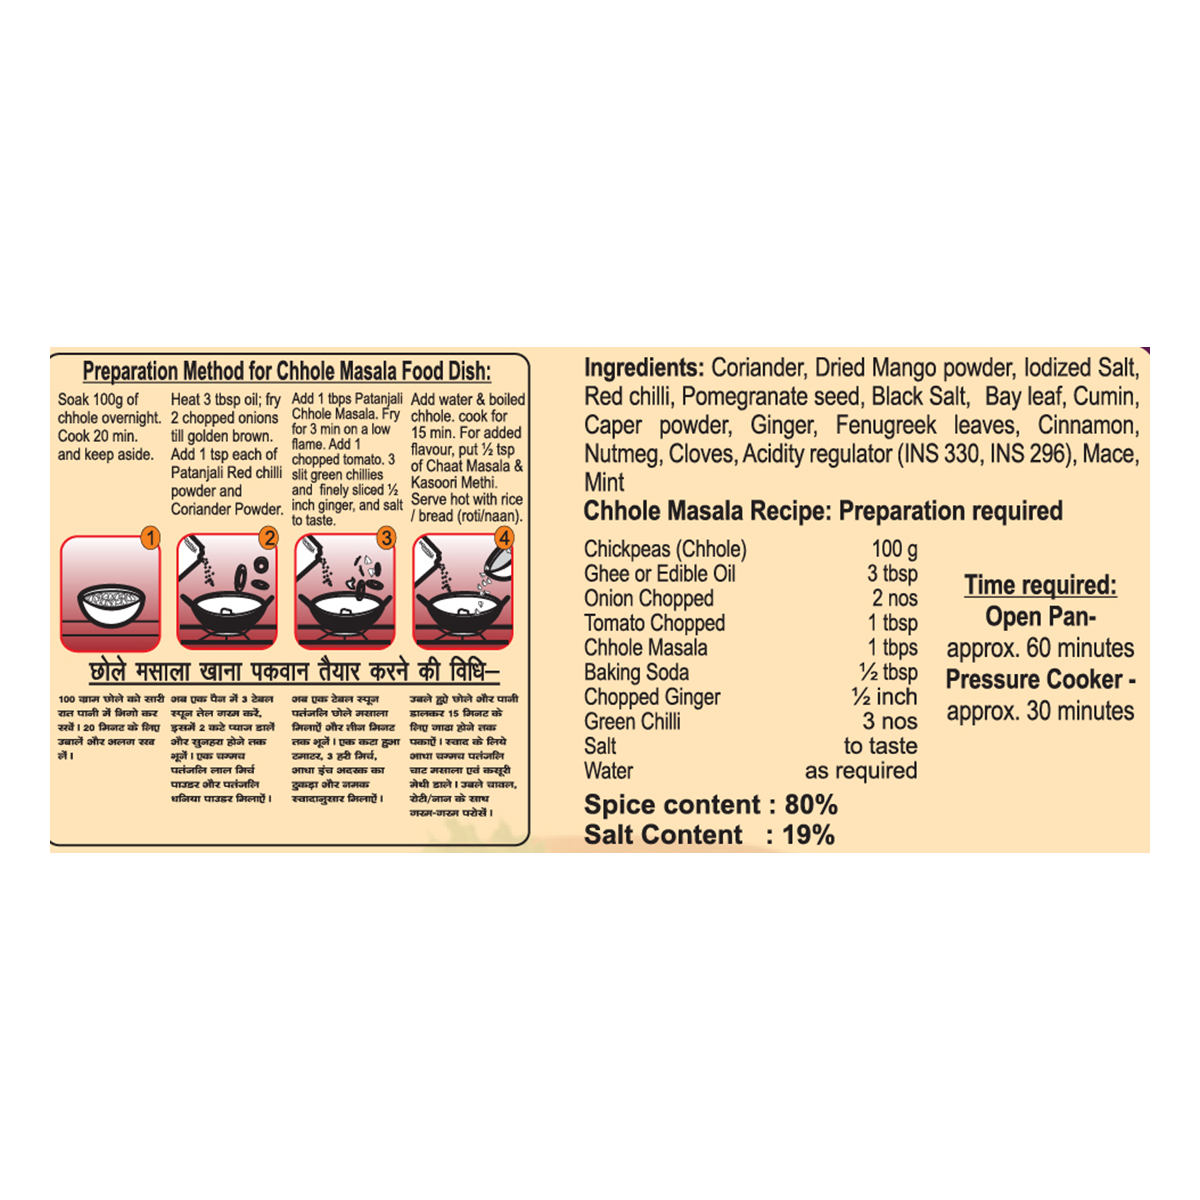 Preparation Method for Chhole Masala Food Dish:
Soak 100g of
chhole overnight.
Cook 20 min.
and keep aside.
Heat 3 tbsp oil; fry
2 chopped onions
till golden brown.
Add 1 tsp each of
Patanjali Red chilli
powder and
Coriander Powder.
Add 1 tbps Patanjali
Chhole Masala. Fry
for 3 min on a low
flame. Add 1
chopped tomato. 3
slit green chillies
and finely sliced ½
inch ginger, and salt
to taste.
Add water & boiled
chhole. cook for
15 min. For added
flavour, put ½ tsp
of Chaat Masala &
Kasoori Methi.
Serve hot with rice
/ bread (roti/naan).
1
2
3
4
छोले मसाला खाना पकवान तैयार करने की विधि–
100 ग्राम छोले को सारी
रात पानी में भिगो कर
रखें। 20 मिनट के लिए
उबालें और अलग रख
लें।
अब एक पैन में 3 टेबल
स्पून तेल गरम करें,
इसमें 2 कटे प्याज डालें
और सुनहरा होने तक
भूनें। एक चम्मच
पतंजलि लाल मिर्च
पाउडर और पतंजलि
धनिया पाउडर मिलाएँ।
अब एक टेबल स्पून
पतंजलि छोले मसाला
मिलाएँ और तीन मिनट
तक भूनें। एक कटा हुआ
टमाटर, 3 हरी मिर्च,
आधा इंच अदरक का
टुकड़ा और नमक
स्वादानुसार मिलाएँ।
उबले हुये छोले और पानी
डालकर 15 मिनट के
लिए गाढा होने तक
पकाएँ। स्वाद के लिये
आधा चम्मच पतंजलि
चाट मसाला एवं कसूरी
मेथी डाले। उबले चावल,
रोटी/नान के साथ
गरम-गरम परोसें।
Ingredients: Coriander, Dried Mango powder, Iodized Salt,
Red chilli, Pomegranate seed, Black Salt, Bay leaf, Cumin,
Caper powder, Ginger, Fenugreek leaves, Cinnamon,
Nutmeg, Cloves, Acidity regulator (INS 330, INS 296), Mace,
Mint
Chhole Masala Recipe: Preparation required
Chickpeas (Chhole) 100 g
Ghee or Edible Oil 3 tbsp
Onion Chopped 2 nos
Tomato Chopped 1 tbsp
Chhole Masala 1 tbps
Baking Soda ½ tbsp
Chopped Ginger ½ inch
Green Chilli 3 nos
Salt to taste
Water as required
Time required:
Open Pan-
approx. 60 minutes
Pressure Cooker -
approx. 30 minutes
Spice content : 80%
Salt Content : 19%